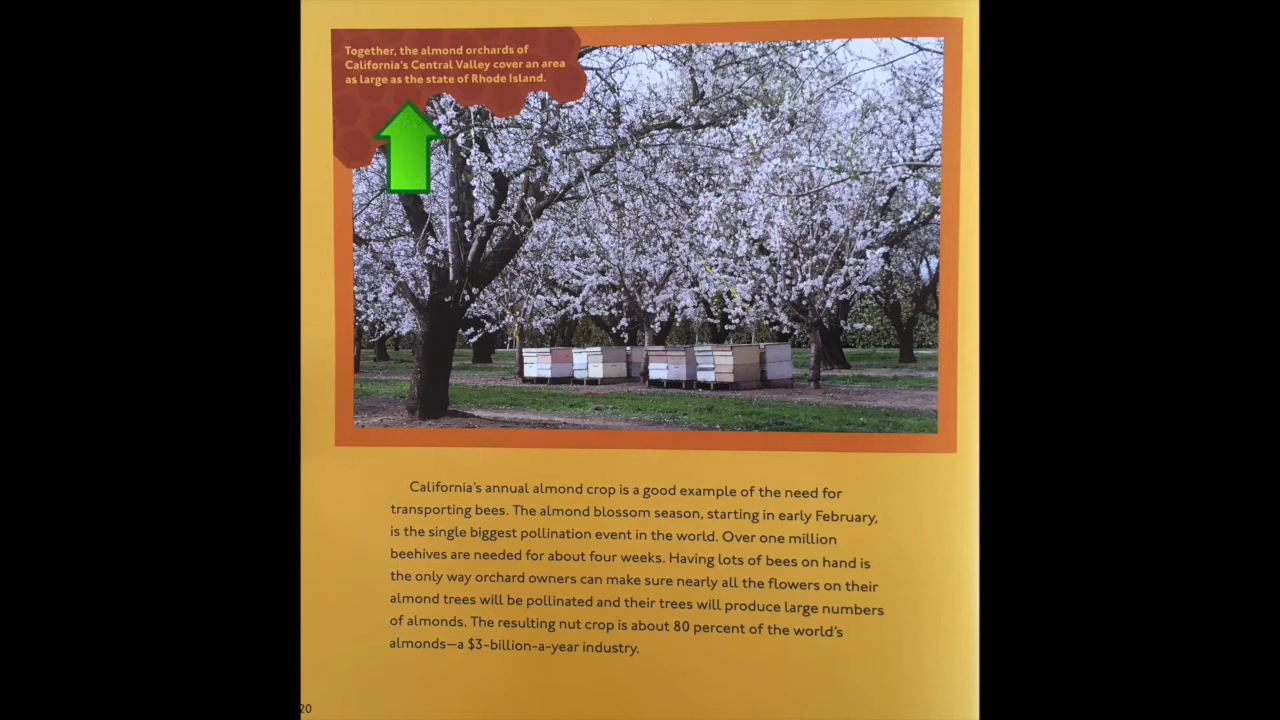 Together, the almond orchards of
California's Central Valley cover an area
as large as the state of Rhode Island.
California's annual almond crop is a good example of the need for
transporting bees. The almond blossom season, starting in early February,
is the single biggest pollination event in the world. Over one million
beehives are needed for about four weeks. Having lots of bees on hand is
the only way orchard owners can make sure nearly all the flowers on their
almond trees will be pollinated and their trees will produce large numbers
of almonds. The resulting nut crop is about 80 percent of the world's
almonds—a $3-billion-a-year industry.
20